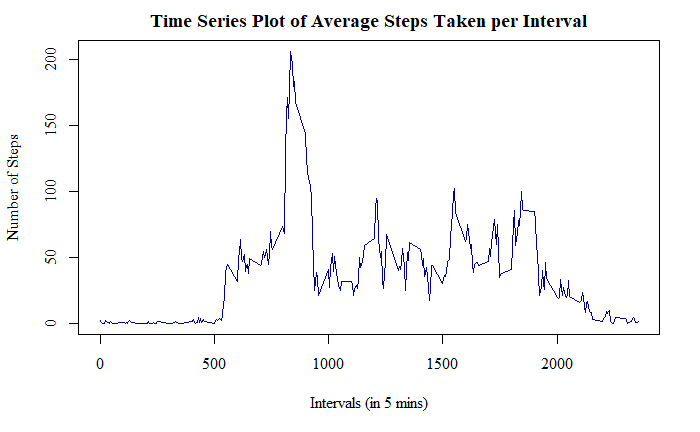 Time Series Plot of Average Steps Taken per Interval
Number of Steps
200
150
100
50
0
0 500 1000 1500 2000
Intervals (in 5 mins)